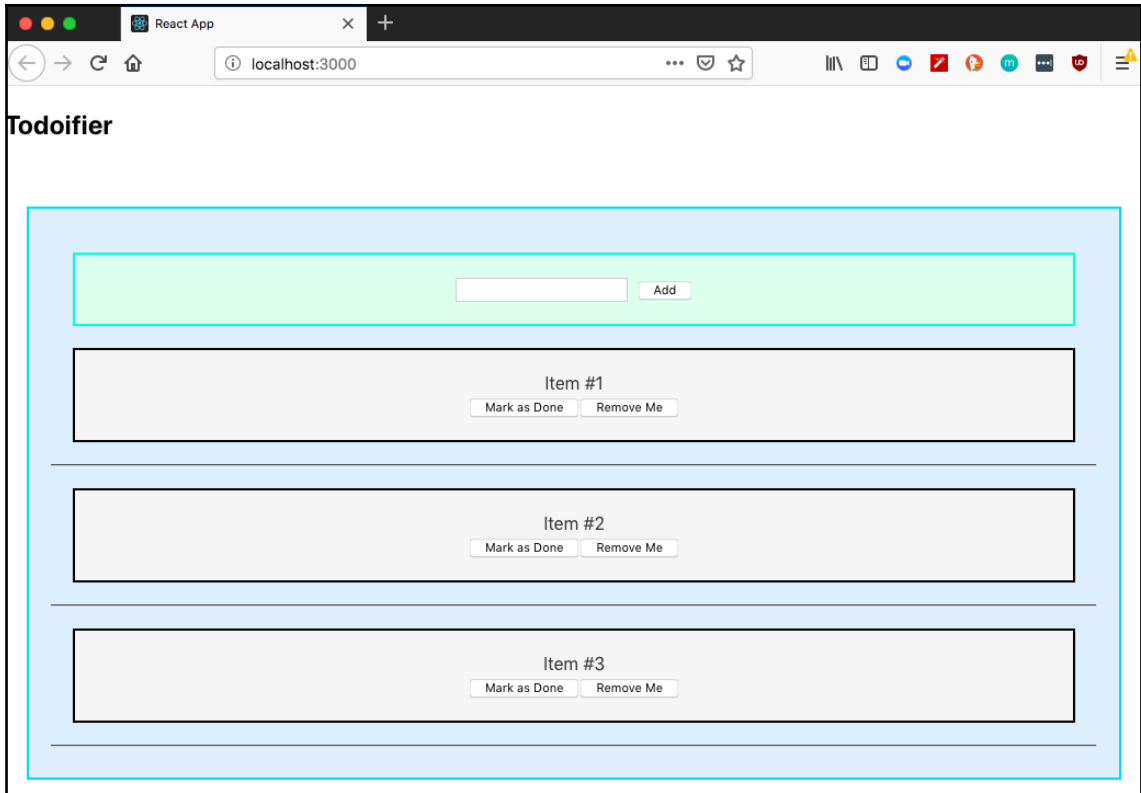 React App
localhost:3000
Todoifier
Add
Item #1
Mark as Done Remove Me
Item #2
Mark as Done Remove Me
Item #3
Mark as Done Remove Me